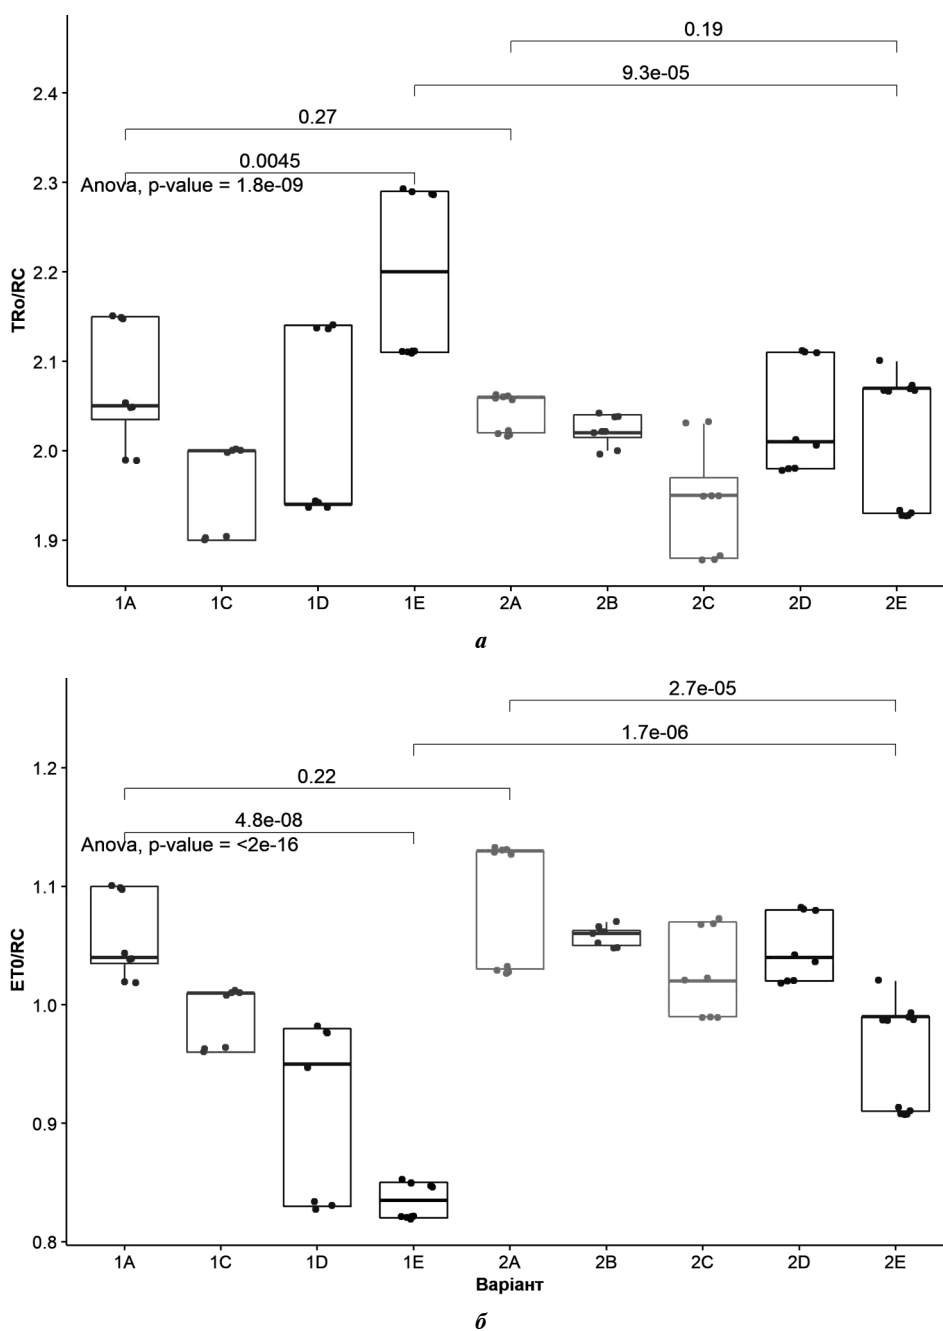 0.19
9.3e-05
2.4
0.27
0.0045
Anova, p-value = 1.8e-09
2.3
2.2
TRo/RC
2.1
2.0
1.9
1A 1C 1D 1E 2A 2B 2C 2D 2E
а
2.7e-05
1.7e-06
1.2
0.22
4.8e-08
Anova, p-value = <2e-16
1.1
ET0/RC
1.0
0.9
0.8
1A 1C 1D 1E 2A 2B 2C 2D 2E
Варіант
б